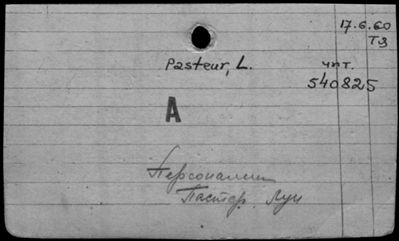 17.6.60
ТЗ
Pasteur, L.
чит.
540825
A
Персоналии
Пастер Луи